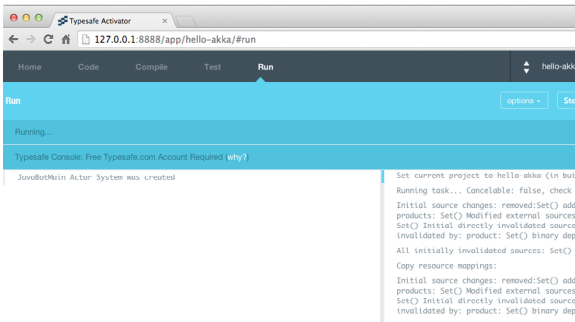 Typesafe Activator
127.0.0.1:8888/app/hello-akka/#run
Home Code Compile Test Run hello-akk
Run options Ste
Running...
Typesafe Console: Free Typesafe.com Account Required (why?)
JavaBotMain Actor System was created
Set current project to hello-akka (in bui
Running task... Cancelable: false, check
Initial source changes: removed:Set() add
products: Set() Modified external sources
Set() Initial directly invalidated source
invalidated by: product: Set() binary dep
All initially invalidated sources: Set()
Copy resource mappings:
Initial source changes: removed:Set() add
products: Set() Modified external sources
Set() Initial directly invalidated source
invalidated by: product: Set() binary dep